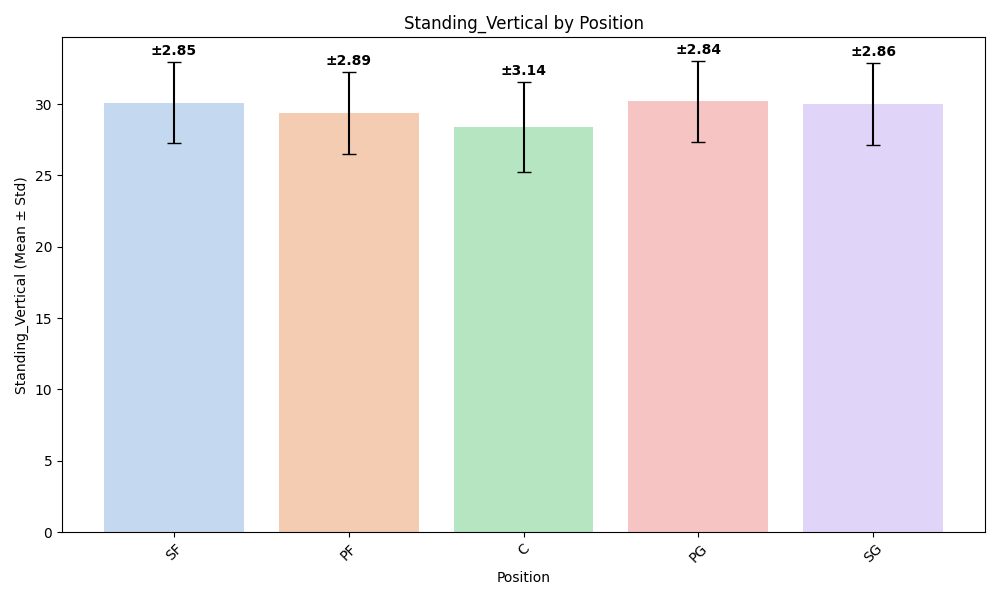 Standing_Vertical by Position
±2.85
±2.89
±3.14
±2.84
±2.86
Standing_Vertical (Mean ± Std)
30
25
20
15
10
5
0
SF
PF
C
PG
SG
Position